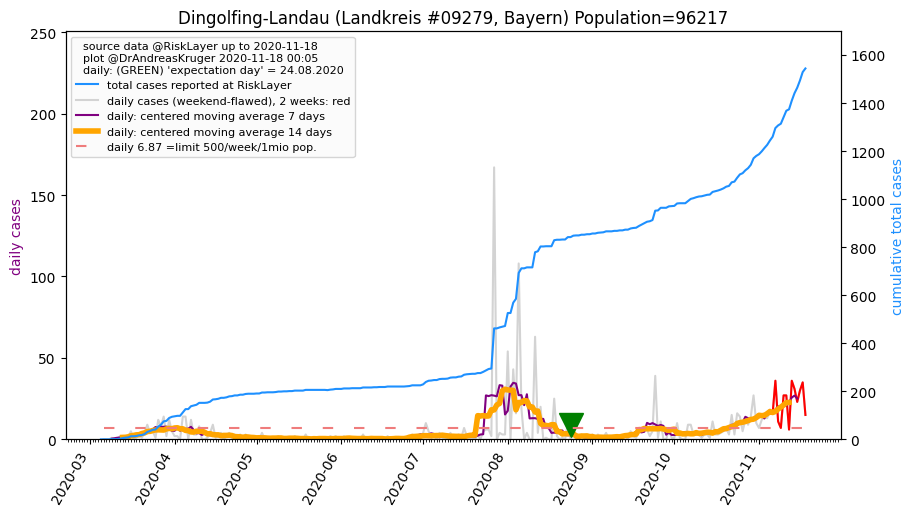 Dingolfing-Landau (Landkreis #09279, Bayern) Population=96217
source data @RiskLayer up to 2020-11-18
plot @DrAndreasKruger 2020-11-18 00:05
daily: (GREEN) 'expectation day' = 24.08.2020
total cases reported at RiskLayer
daily cases (weekend-flawed), 2 weeks: red
daily: centered moving average 7 days
daily: centered moving average 14 days
daily 6.87 =limit 500/week/1mio pop.
daily cases
250
200
150
100
50
0
cumulative total cases
1600
1400
1200
1000
800
600
400
200
0
2020-03
2020-04
2020-05
2020-06
2020-07
2020-08
2020-09
2020-10
2020-11